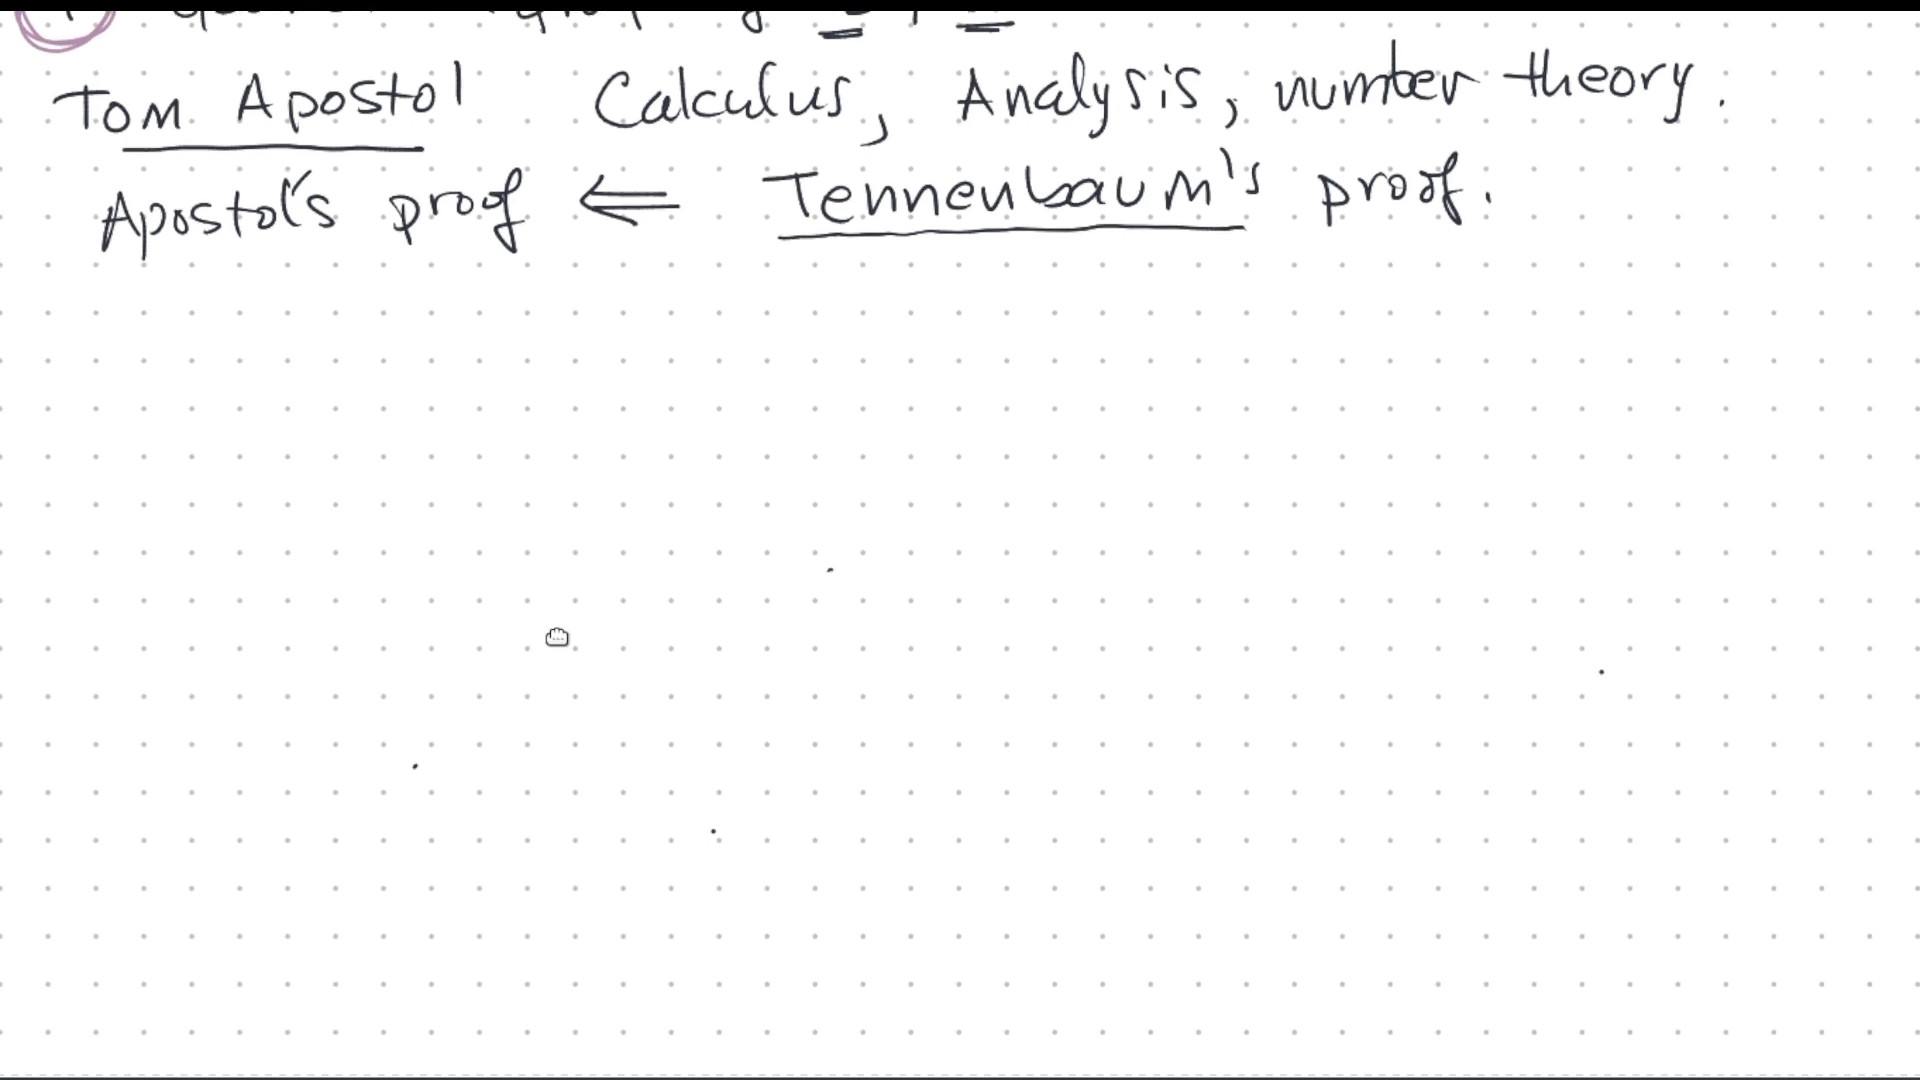 Tom Apostol Calculus, Analysis, number theory.
Apostol's proof ⇐ Tennenbaum's proof.